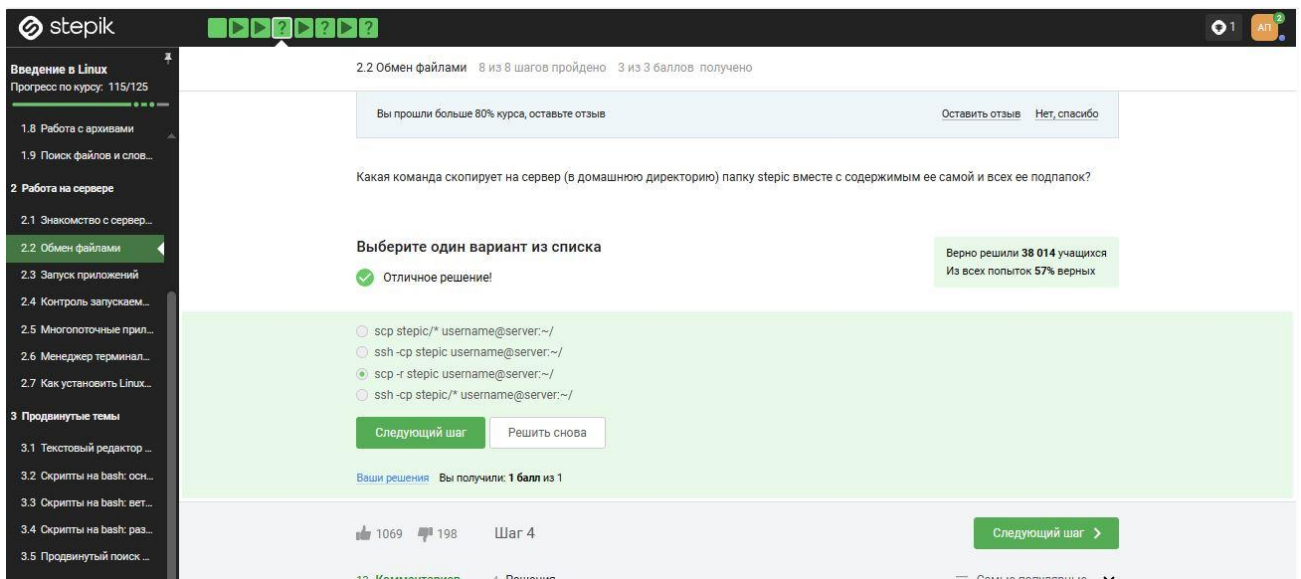 stepik
1
АП
2
Введение в Linux
Прогресс по курсу: 115/125
1.8 Работа с архивами
1.9 Поиск файлов и слов...
2 Работа на сервере
2.1 Знакомство с сервер...
2.2 Обмен файлами
2.3 Запуск приложений
2.4 Контроль запускаем...
2.5 Многопоточные прил...
2.6 Менеджер терминал...
2.7 Как установить Linux...
3 Продвинутые темы
3.1 Текстовый редактор ...
3.2 Скрипты на bash: осн...
3.3 Скрипты на bash: вет...
3.4 Скрипты на bash: раз...
3.5 Продвинутый поиск ...
2.2 Обмен файлами 8 из 8 шагов пройдено 3 из 3 баллов получено
Вы прошли больше 80% курса, оставьте отзыв Оставить отзыв Нет, спасибо
Какая команда скопирует на сервер (в домашнюю директорию) папку stepic вместе с содержимым ее самой и всех ее подпапок?
Выберите один вариант из списка
Отличное решение!
Верно решили 38 014 учащихся
Из всех попыток 57% верных
scp stepic/* username@server:~/
ssh -cp stepic username@server:~/
scp -r stepic username@server:~/
ssh -cp stepic/* username@server:~/
Следующий шаг Решить снова
Ваши решения Вы получили: 1 балл из 1
1069 198 Шаг 4 Следующий шаг
Комментариев Решения Самые популярные